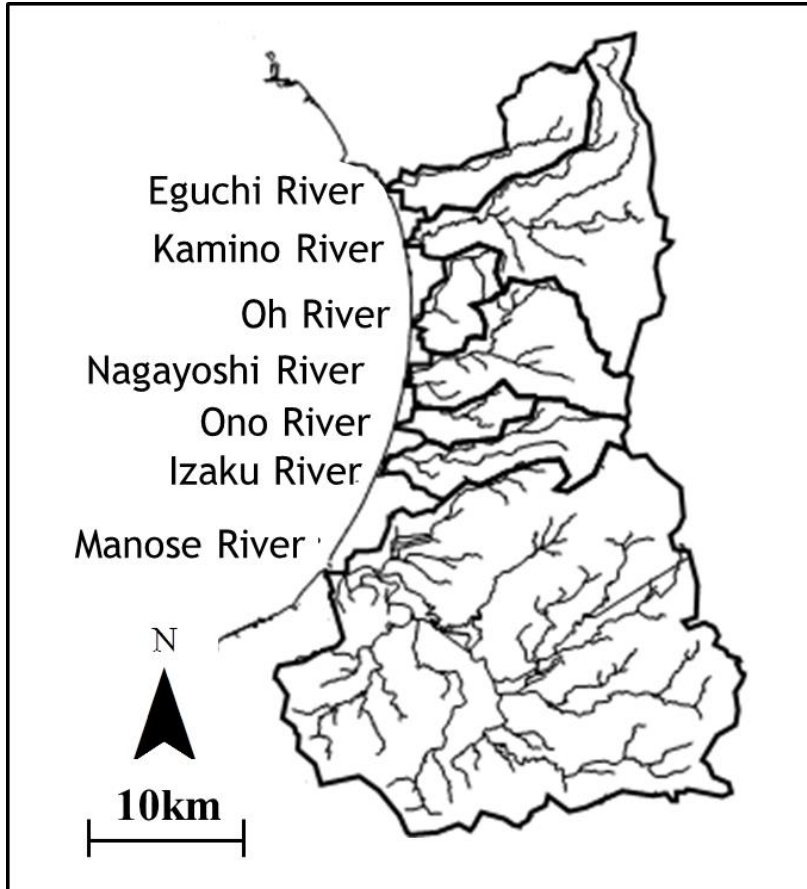 Eguchi River
Kamino River
Oh River
Nagayoshi River
Ono River
Izaku River
Manose River
N
10km